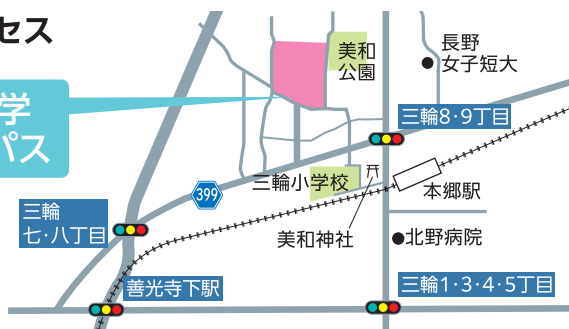 セス
学
パス
美和
公園
長野
女子短大
三輪8・9丁目
399
三輪小学校
本郷駅
三輪
七・八丁目
美和神社
北野病院
善光寺下駅
三輪1・3・4・5丁目